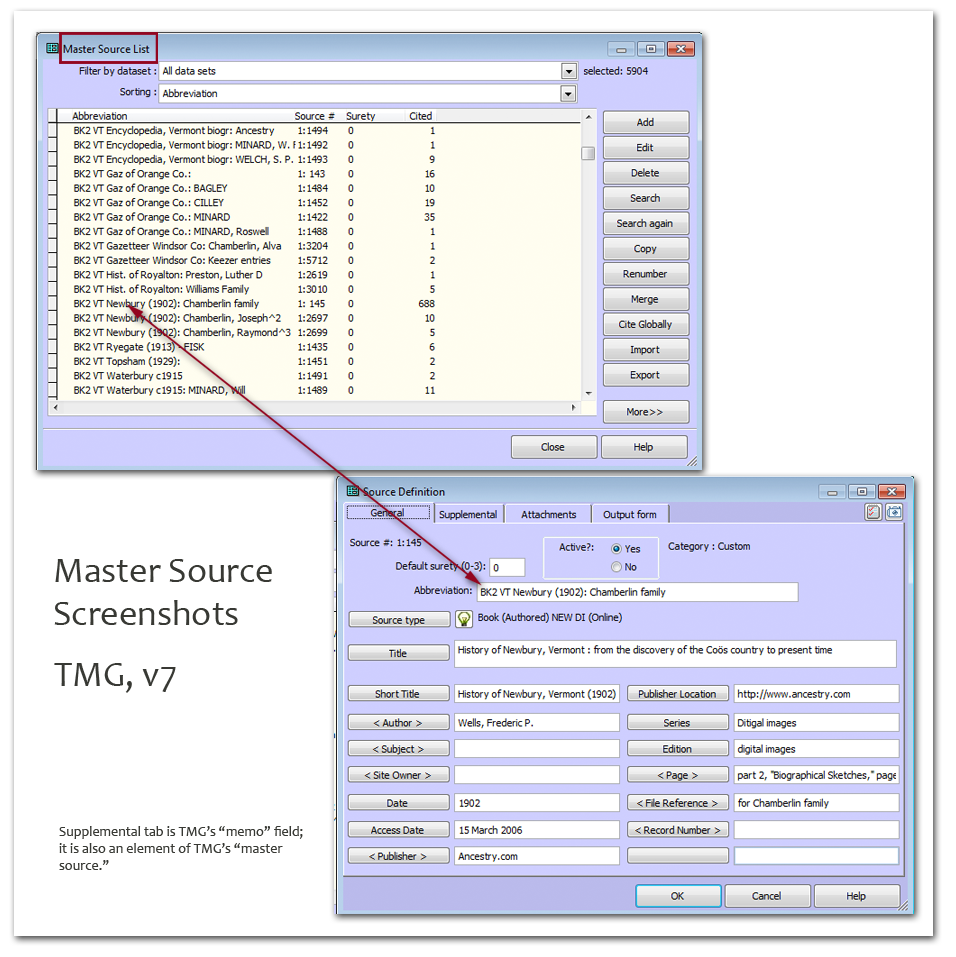 Master Source List
Filter by dataset : All data sets selected: 5904
Sorting : Abbreviation
Abbreviation Source # Surety Cited
BK2 VT Encyclopedia, Vermont biogr: Ancestry 1:1494 0 1
BK2 VT Encyclopedia, Vermont biogr: MINARD, W. F 1:1492 0 1
BK2 VT Encyclopedia, Vermont biogr: WELCH, S. P. 1:1493 0 9
BK2 VT Gaz of Orange Co.: 1: 143 0 16
BK2 VT Gaz of Orange Co.: BAGLEY 1:1484 0 10
BK2 VT Gaz of Orange Co.: CILLEY 1:1452 0 19
BK2 VT Gaz of Orange Co.: MINARD 1:1422 0 35
BK2 VT Gaz of Orange Co.: MINARD, Roswell 1:1488 0 1
BK2 VT Gazetteer Windsor Co: Chamberlin, Alva 1:3204 0 1
BK2 VT Gazetteer Windsor Co: Keezer entries 1:5712 0 2
BK2 VT Hist. of Royalton: Preston, Luther D 1:2619 0 1
BK2 VT Hist. of Royalton: Williams Family 1:3010 0 5
BK2 VT Newbury (1902): Chamberlin family 1: 145 0 688
BK2 VT Newbury (1902): Chamberlin, Joseph^2 1:2697 0 10
BK2 VT Newbury (1902): Chamberlin, Raymond^3 1:2699 0 5
BK2 VT Ryegate (1913) - FISK 1:1435 0 6
BK2 VT Topsham (1929): 1:1451 0 2
BK2 VT Waterbury c1915 1:1491 0 2
BK2 VT Waterbury c1915: MINARD, Will 1:1489 0 11
Add
Edit
Delete
Search
Search again
Copy
Renumber
Merge
Cite Globally
Import
Export
More>>
Close Help
Source Definition
General Supplemental Attachments Output form
Source #: 1:145 Active?: Yes Category : Custom
Default surety (0-3): 0 No
Abbreviation: BK2 VT Newbury (1902): Chamberlin family
Source type Book (Authored) NEW DI (Online)
Title History of Newbury, Vermont : from the discovery of the Coös country to present time
Short Title History of Newbury, Vermont (1902) Publisher Location http://www.ancestry.com
< Author > Wells, Frederic P. Series Ditigal images
< Subject > Edition digital images
< Site Owner > < Page > part 2, "Biographical Sketches," page
Date 1902 < File Reference > for Chamberlin family
Access Date 15 March 2006 < Record Number >
< Publisher > Ancestry.com
OK Cancel Help
Master Source
Screenshots
TMG, v7
Supplemental tab is TMG's “memo” field;
it is also an element of TMG's “master
source.”